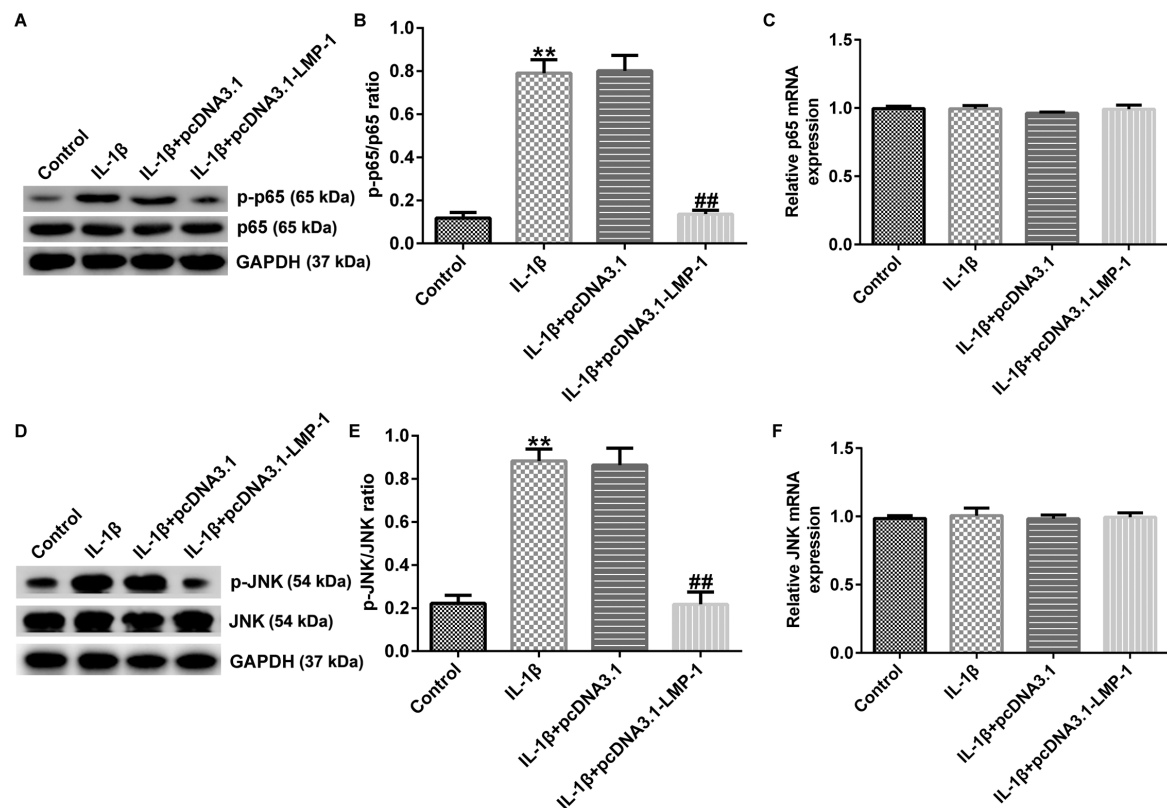 A
Control
IL-1β
IL-1β+pcDNA3.1
IL-1β+pcDNA3.1-LMP-1
p-p65 (65 kDa)
p65 (65 kDa)
GAPDH (37 kDa)
B
p-p65/p65 ratio
1.0
0.8
0.6
0.4
0.2
0.0
**
##
Control
IL-1β
IL-1β+pcDNA3.1
IL-1β+pcDNA3.1-LMP-1
C
Relative p65 mRNA
expression
1.5
1.0
0.5
0.0
Control
IL-1β
IL-1β+pcDNA3.1
IL-1β+pcDNA3.1-LMP-1
D
Control
IL-1β
IL-1β+pcDNA3.1
IL-1β+pcDNA3.1-LMP-1
p-JNK (54 kDa)
JNK (54 kDa)
GAPDH (37 kDa)
E
p-JNK/JNK ratio
1.0
0.8
0.6
0.4
0.2
0.0
**
##
Control
IL-1β
IL-1β+pcDNA3.1
IL-1β+pcDNA3.1-LMP-1
F
Relative JNK mRNA
expression
1.5
1.0
0.5
0.0
Control
IL-1β
IL-1β+pcDNA3.1
IL-1β+pcDNA3.1-LMP-1